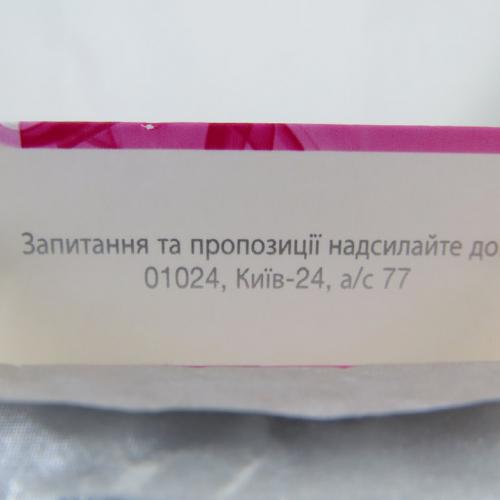 Запитання та пропозиції надсилайте до
01024, Київ-24, а/с 77